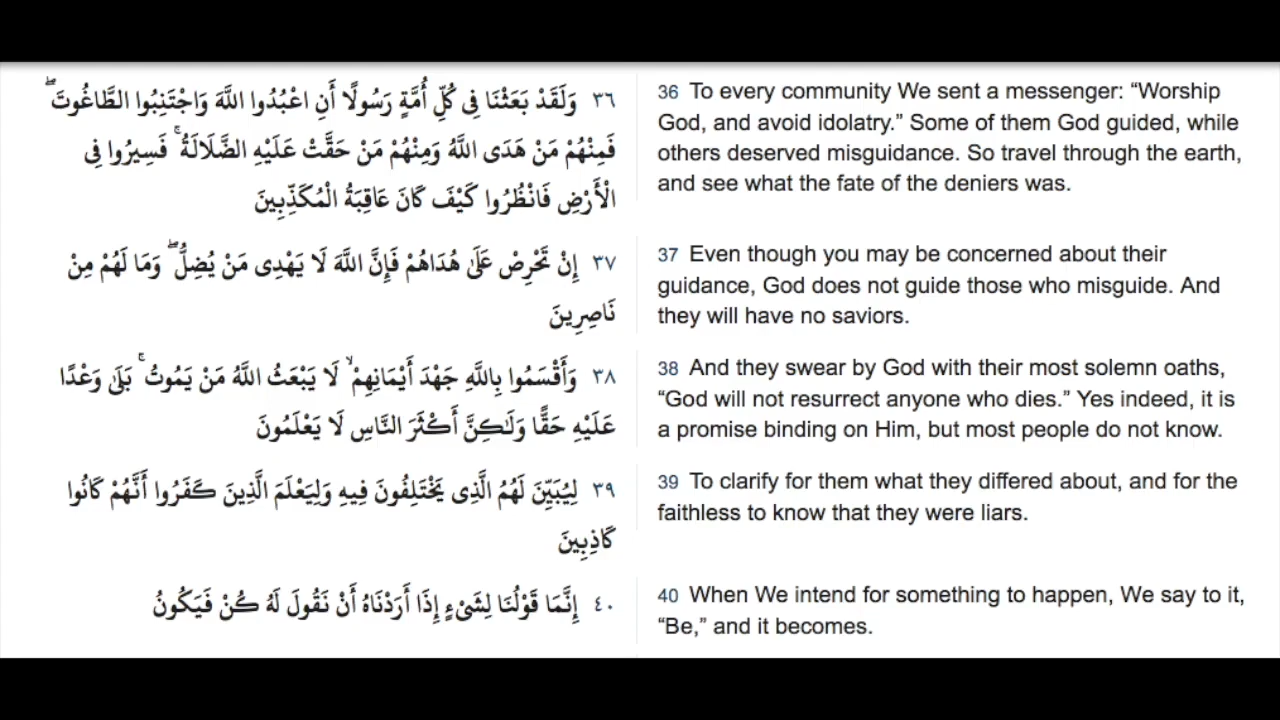 ٣٦ وَلَقَدْ بَعَثْنَا فِى كُلِّ أُمَّةٍ رَسُولًا أَنِ اعْبُدُوا اللَّهَ وَاجْتَنِبُوا الطَّاغُوتَ ۖ
فَمِنْهُمْ مَنْ هَدَى اللَّهُ وَمِنْهُمْ مَنْ حَقَّتْ عَلَيْهِ الضَّلَالَةُ ۚ فَسِيرُوا فِى
الْأَرْضِ فَانْظُرُوا كَيْفَ كَانَ عَاقِبَةُ الْمُكَذِّبِينَ
36 To every community We sent a messenger: “Worship
God, and avoid idolatry.” Some of them God guided, while
others deserved misguidance. So travel through the earth,
and see what the fate of the deniers was.
٣٧ إِنْ تَحْرِصْ عَلَىٰ هُدَاهُمْ فَإِنَّ اللَّهَ لَا يَهْدِى مَنْ يُضِلُّ ۖ وَمَا لَهُمْ مِنْ
نَاصِرِينَ
37 Even though you may be concerned about their
guidance, God does not guide those who misguide. And
they will have no saviors.
٣٨ وَأَقْسَمُوا بِاللَّهِ جَهْدَ أَيْمَانِهِمْ ۙ لَا يَبْعَثُ اللَّهُ مَنْ يَمُوتُ ۚ بَلَىٰ وَعْدًا
عَلَيْهِ حَقًّا وَلَٰكِنَّ أَكْثَرَ النَّاسِ لَا يَعْلَمُونَ
38 And they swear by God with their most solemn oaths,
“God will not resurrect anyone who dies.” Yes indeed, it is
a promise binding on Him, but most people do not know.
٣٩ لِيُبَيِّنَ لَهُمُ الَّذِى يَخْتَلِفُونَ فِيهِ وَلِيَعْلَمَ الَّذِينَ كَفَرُوا أَنَّهُمْ كَانُوا
كَاذِبِينَ
39 To clarify for them what they differed about, and for the
faithless to know that they were liars.
٤٠ إِنَّمَا قَوْلُنَا لِشَىْءٍ إِذَا أَرَدْنَاهُ أَنْ نَقُولَ لَهُ كُنْ فَيَكُونُ
40 When We intend for something to happen, We say to it,
“Be,” and it becomes.